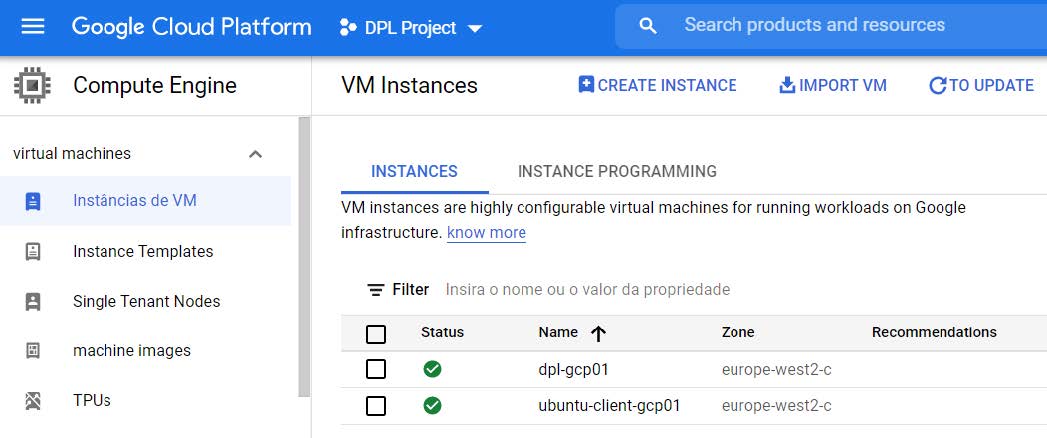 Google Cloud Platform DPL Project Search products and resources
Compute Engine
VM Instances CREATE INSTANCE IMPORT VM TO UPDATE
virtual machines
Instâncias de VM
Instance Templates
Single Tenant Nodes
machine images
TPUs
INSTANCES INSTANCE PROGRAMMING
VM instances are highly configurable virtual machines for running workloads on Google
infrastructure. know more
Filter Insira o nome ou o valor da propriedade
Status Name Zone Recommendations
dpl-gcp01 europe-west2-c
ubuntu-client-gcp01 europe-west2-c